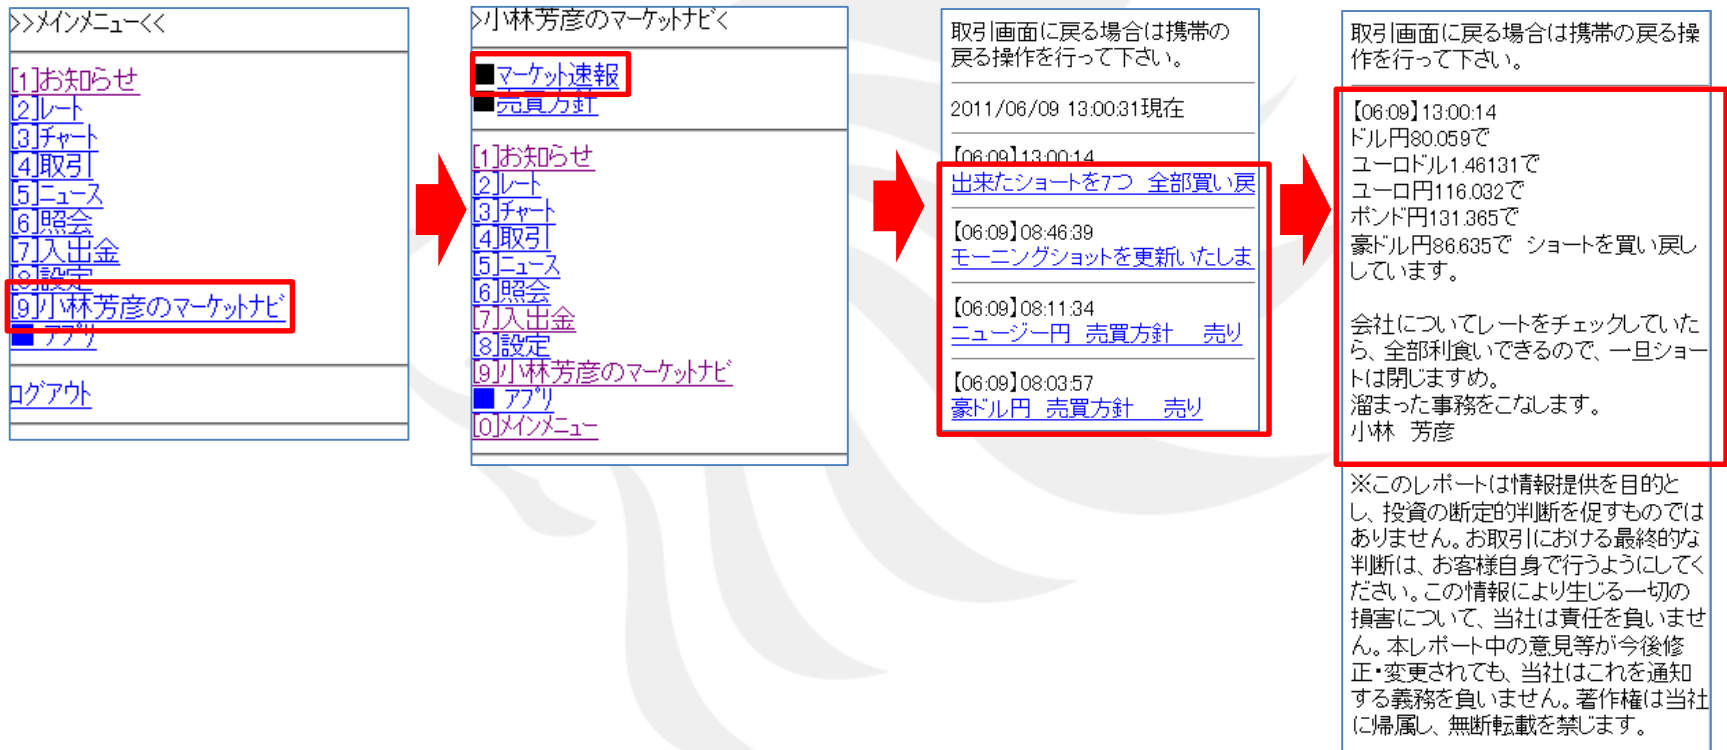 >>メインメニュー<<
[1]お知らせ
[2]レート
[3]チャート
[4]取引
[5]ニュース
[6]照会
[7]入出金
[8]設定
[9]小林芳彦のマーケットナビ
■ アプリ
ログアウト
>小林芳彦のマーケットナビ<
■マーケット速報
■売買方針
[1]お知らせ
[2]レート
[3]チャート
[4]取引
[5]ニュース
[6]照会
[7]入出金
[8]設定
[9]小林芳彦のマーケットナビ
■ アプリ
[0]メインメニュー
取引画面に戻る場合は携帯の
戻る操作を行って下さい。
2011/06/09 13:00:31現在
【06:09】13:00:14
出来たショートを7つ 全部買い戻
【06:09】08:46:39
モーニングショットを更新いたしま
【06:09】08:11:34
ニュージー円 売買方針 売り
【06:09】08:03:57
豪ドル円 売買方針 売り
取引画面に戻る場合は携帯の戻る操
作を行って下さい。
【06:09】13:00:14
ドル円80.059で
ユーロドル1.46131で
ユーロ円116.032で
ポンド円131.365で
豪ドル円86.635で ショートを買い戻し
しています。
会社についてレートをチェックしていた
ら、全部利食いできるので、一旦ショー
トは閉じますめ。
溜まった事務をこなします。
小林 芳彦
※このレポートは情報提供を目的と
し、投資の断定的判断を促すものでは
ありません。お取引における最終的な
判断は、お客様自身で行うようにしてく
ださい。この情報により生じる一切の
損害について、当社は責任を負いませ
ん。本レポート中の意見等が今後修
正・変更されても、当社はこれを通知
する義務を負いません。著作権は当社
に帰属し、無断転載を禁じます。